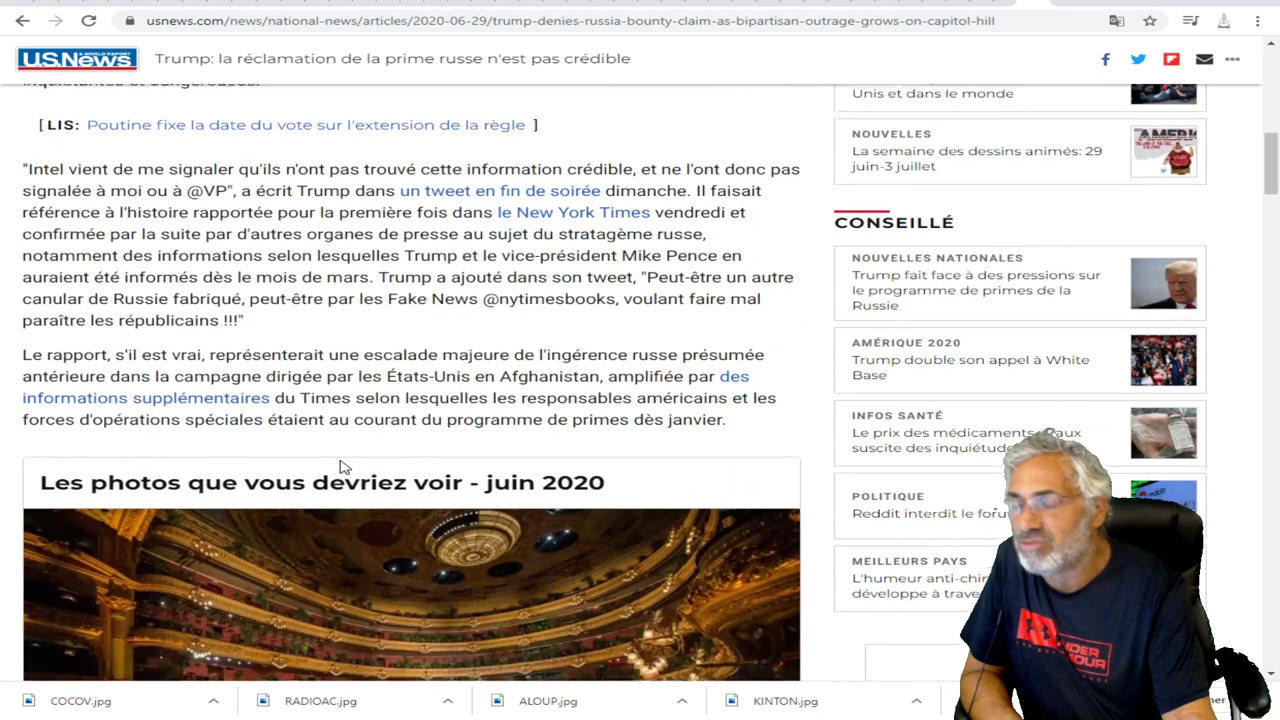 usnews.com/news/national-news/articles/2020-06-29/trump-denies-russia-bounty-claim-as-bipartisan-outrage-grows-on-capitol-hill
U.S.News
Trump: la réclamation de la prime russe n'est pas crédible
[ LIS: Poutine fixe la date du vote sur l'extension de la règle ]
"Intel vient de me signaler qu'ils n'ont pas trouvé cette information crédible, et ne l'ont donc pas
signalée à moi ou à @VP", a écrit Trump dans un tweet en fin de soirée dimanche. Il faisait
référence à l'histoire rapportée pour la première fois dans le New York Times vendredi et
confirmée par la suite par d'autres organes de presse au sujet du stratagème russe,
notamment des informations selon lesquelles Trump et le vice-président Mike Pence en
auraient été informés dès le mois de mars. Trump a ajouté dans son tweet, "Peut-être un autre
canular de Russie fabriqué, peut-être par les Fake News @nytimesbooks, voulant faire mal
paraître les républicains !!!"
Le rapport, s'il est vrai, représenterait une escalade majeure de l'ingérence russe présumée
antérieure dans la campagne dirigée par les États-Unis en Afghanistan, amplifiée par des
informations supplémentaires du Times selon lesquelles les responsables américains et les
forces d'opérations spéciales étaient au courant du programme de primes dès janvier.
Les photos que vous devriez voir - juin 2020
Unis et dans le monde
NOUVELLES
La semaine des dessins animés: 29
juin-3 juillet
CONSEILLÉ
NOUVELLES NATIONALES
Trump fait face à des pressions sur
le programme de primes de la
Russie
AMÉRIQUE 2020
Trump double son appel à White
Base
INFOS SANTÉ
Le prix des médicaments
suscite des
POLITIQUE
Reddit interdit le
MEILLEURS PAYS
L'humeur
développe à
UNDER
ARMOUR
COCOV.jpg
RADIOAC.jpg
ALOUP.jpg
KINTON.jpg